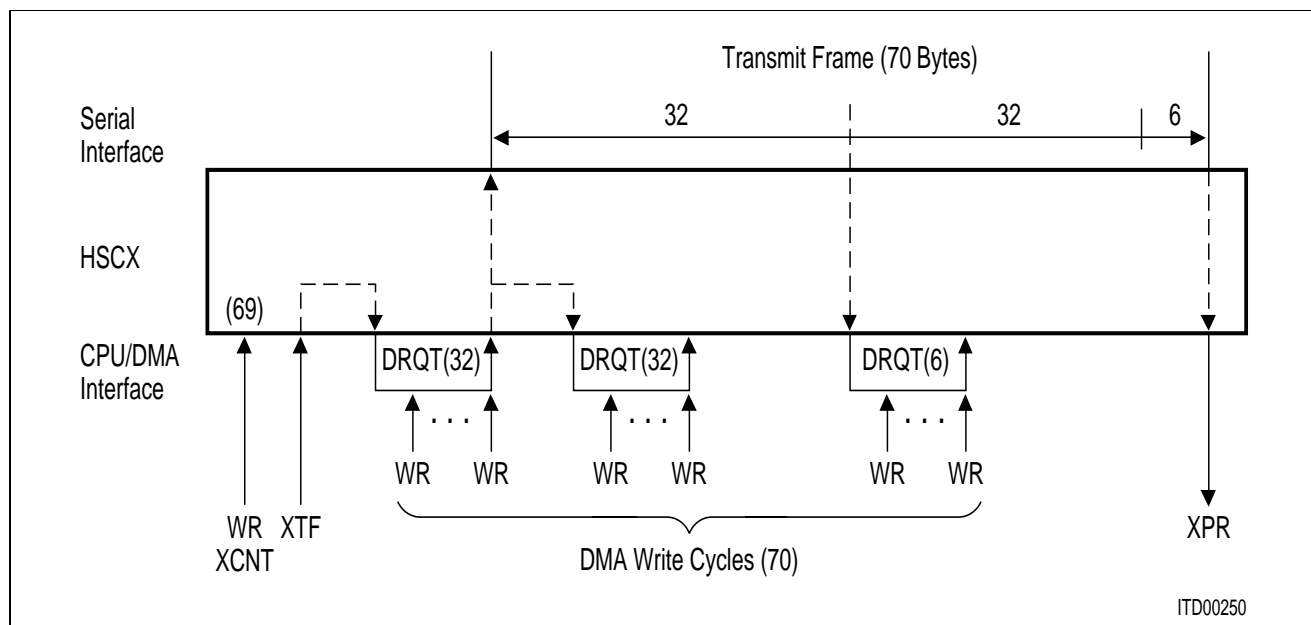 Transmit Frame (70 Bytes)
32 32 6
Serial
Interface
HSCX
(69)
CPU/DMA
Interface
DRQT(32) DRQT(32) DRQT(6)
. . . . . . . . .
WR WR WR WR WR WR
WR XTF XPR
XCNT
DMA Write Cycles (70)
ITD00250